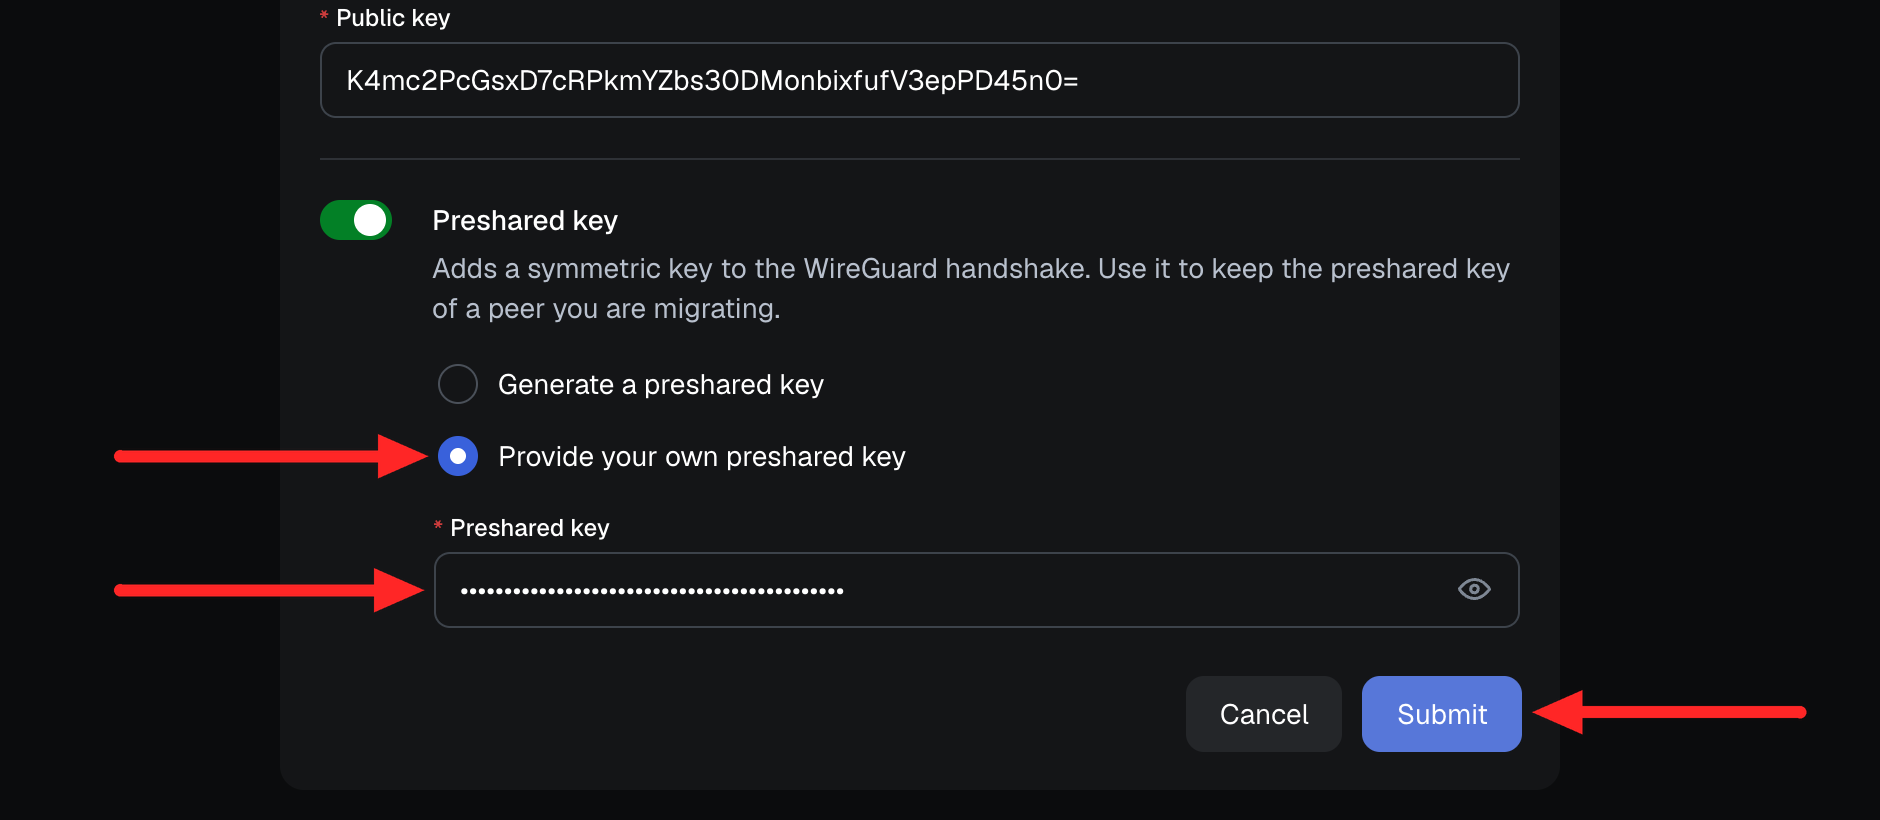 * Public key
K4mc2PcGsxD7cRPkmYZbs30DMonbixfufV3epPD45n0=
Preshared key
Adds a symmetric key to the WireGuard handshake. Use it to keep the preshared key
of a peer you are migrating.
Generate a preshared key
Provide your own preshared key
* Preshared key
••••••••••••••••••••••••••••••••••••••••••••
Cancel
Submit